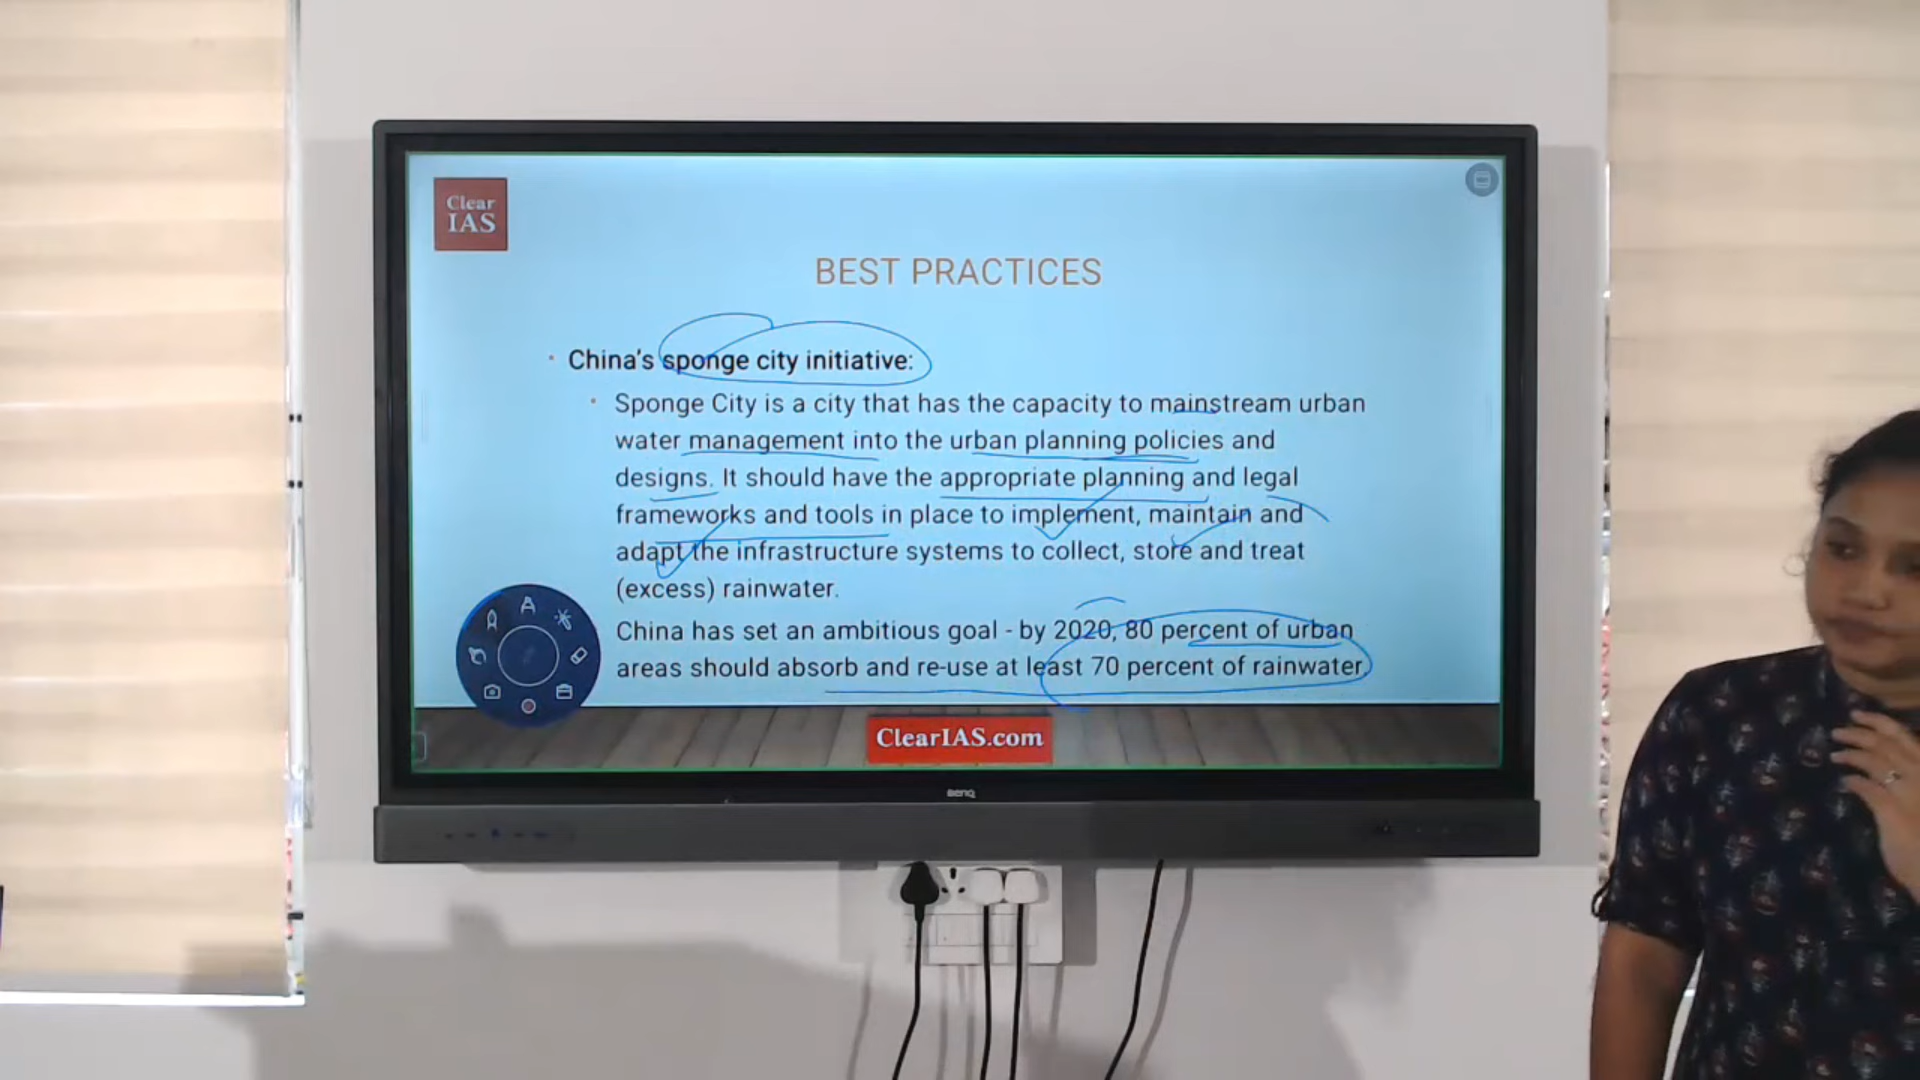 Clear
IAS
BEST PRACTICES
China's sponge city initiative:
Sponge City is a city that has the capacity to mainstream urban
water management into the urban planning policies and
designs. It should have the appropriate planning and legal
frameworks and tools in place to implement, maintain and
adapt the infrastructure systems to collect, store and treat
(excess) rainwater.
China has set an ambitious goal - by 2020, 80 percent of urban
areas should absorb and re-use at least 70 percent of rainwater.
ClearIAS.com
BenQ